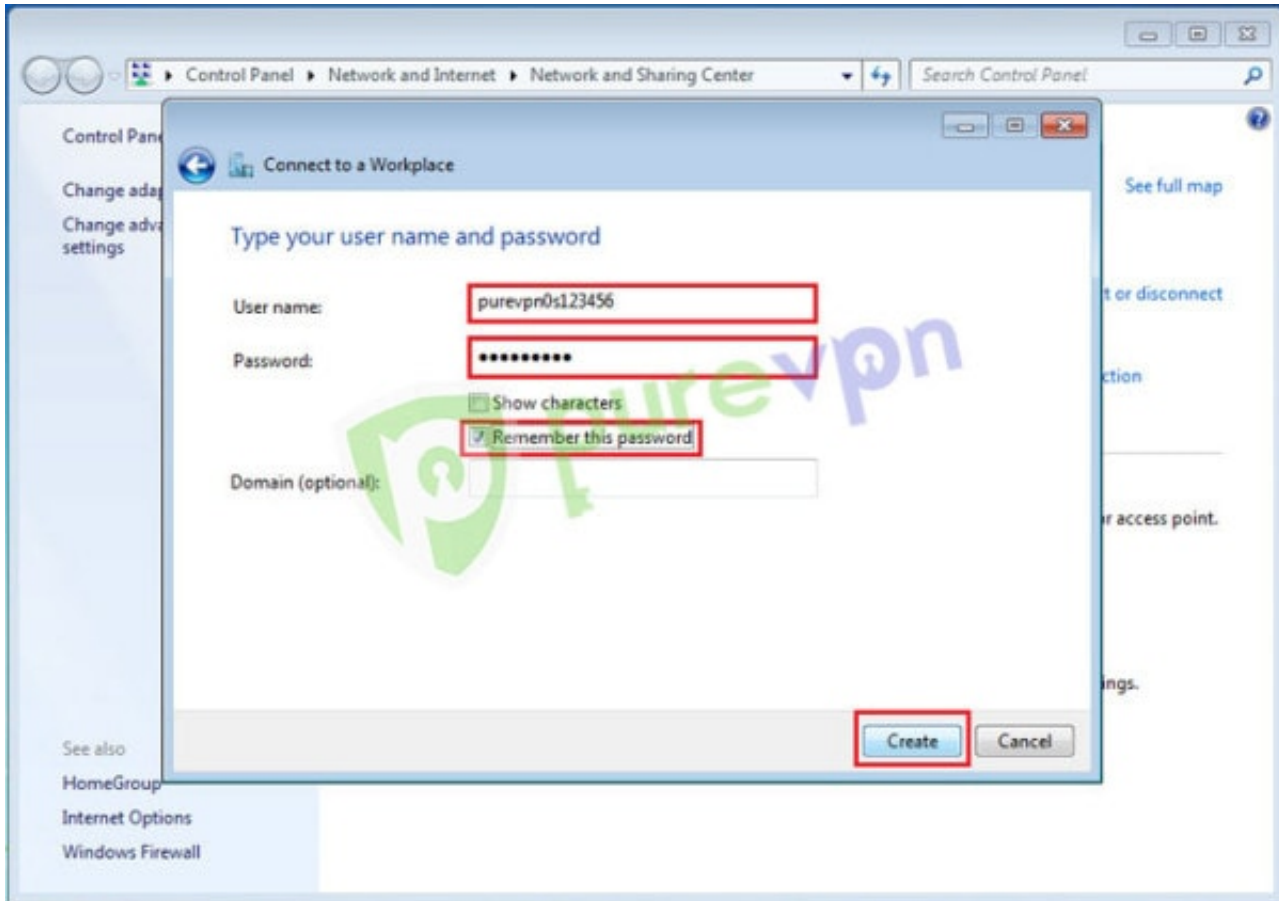 Control Panel ▸ Network and Internet ▸ Network and Sharing Center
Search Control Panel
Control Pane
Change adap
Change adva
settings
Connect to a Workplace
See full map
Type your user name and password
User name:
purevpn0s123456
t or disconnect
Password:
•••••••••
ction
Show characters
Remember this password
Domain (optional):
purevpn
r access point.
ings.
Create
Cancel
See also
HomeGroup
Internet Options
Windows Firewall